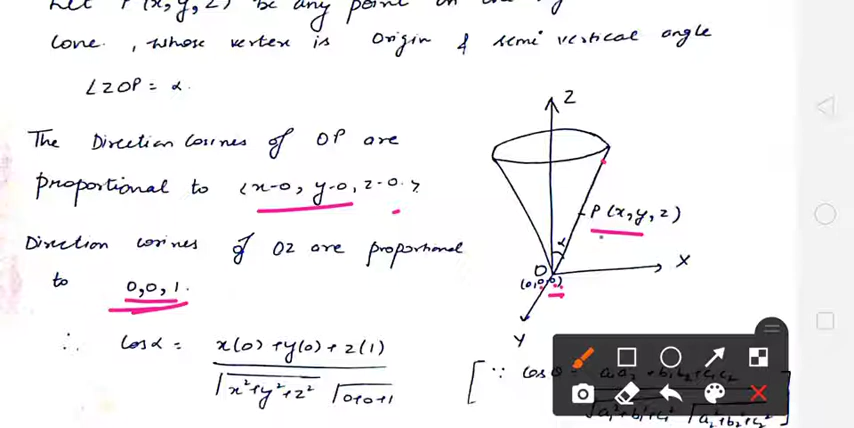 Let P(x,y,z) be any point on the
Cone, whose vertex is Origin & semi vertical angle
∠ZOP = α.
The Direction Cosines of OP are
proportional to (x-0, y-0, z-0.)
Direction cosines of OZ are proportional
to 0,0,1.
∴ Cosα = x(0)+y(0)+z(1)
√x²+y²+z² √0+0+1
[∵ cosθ = a₁a₂+b₁b₂+c₁c₂
√a₁²+b₁²+c₁² √a₂²+b₂²+c₂² ]
Z
P(x,y,z)
α
O
(0,0,0)
X
Y